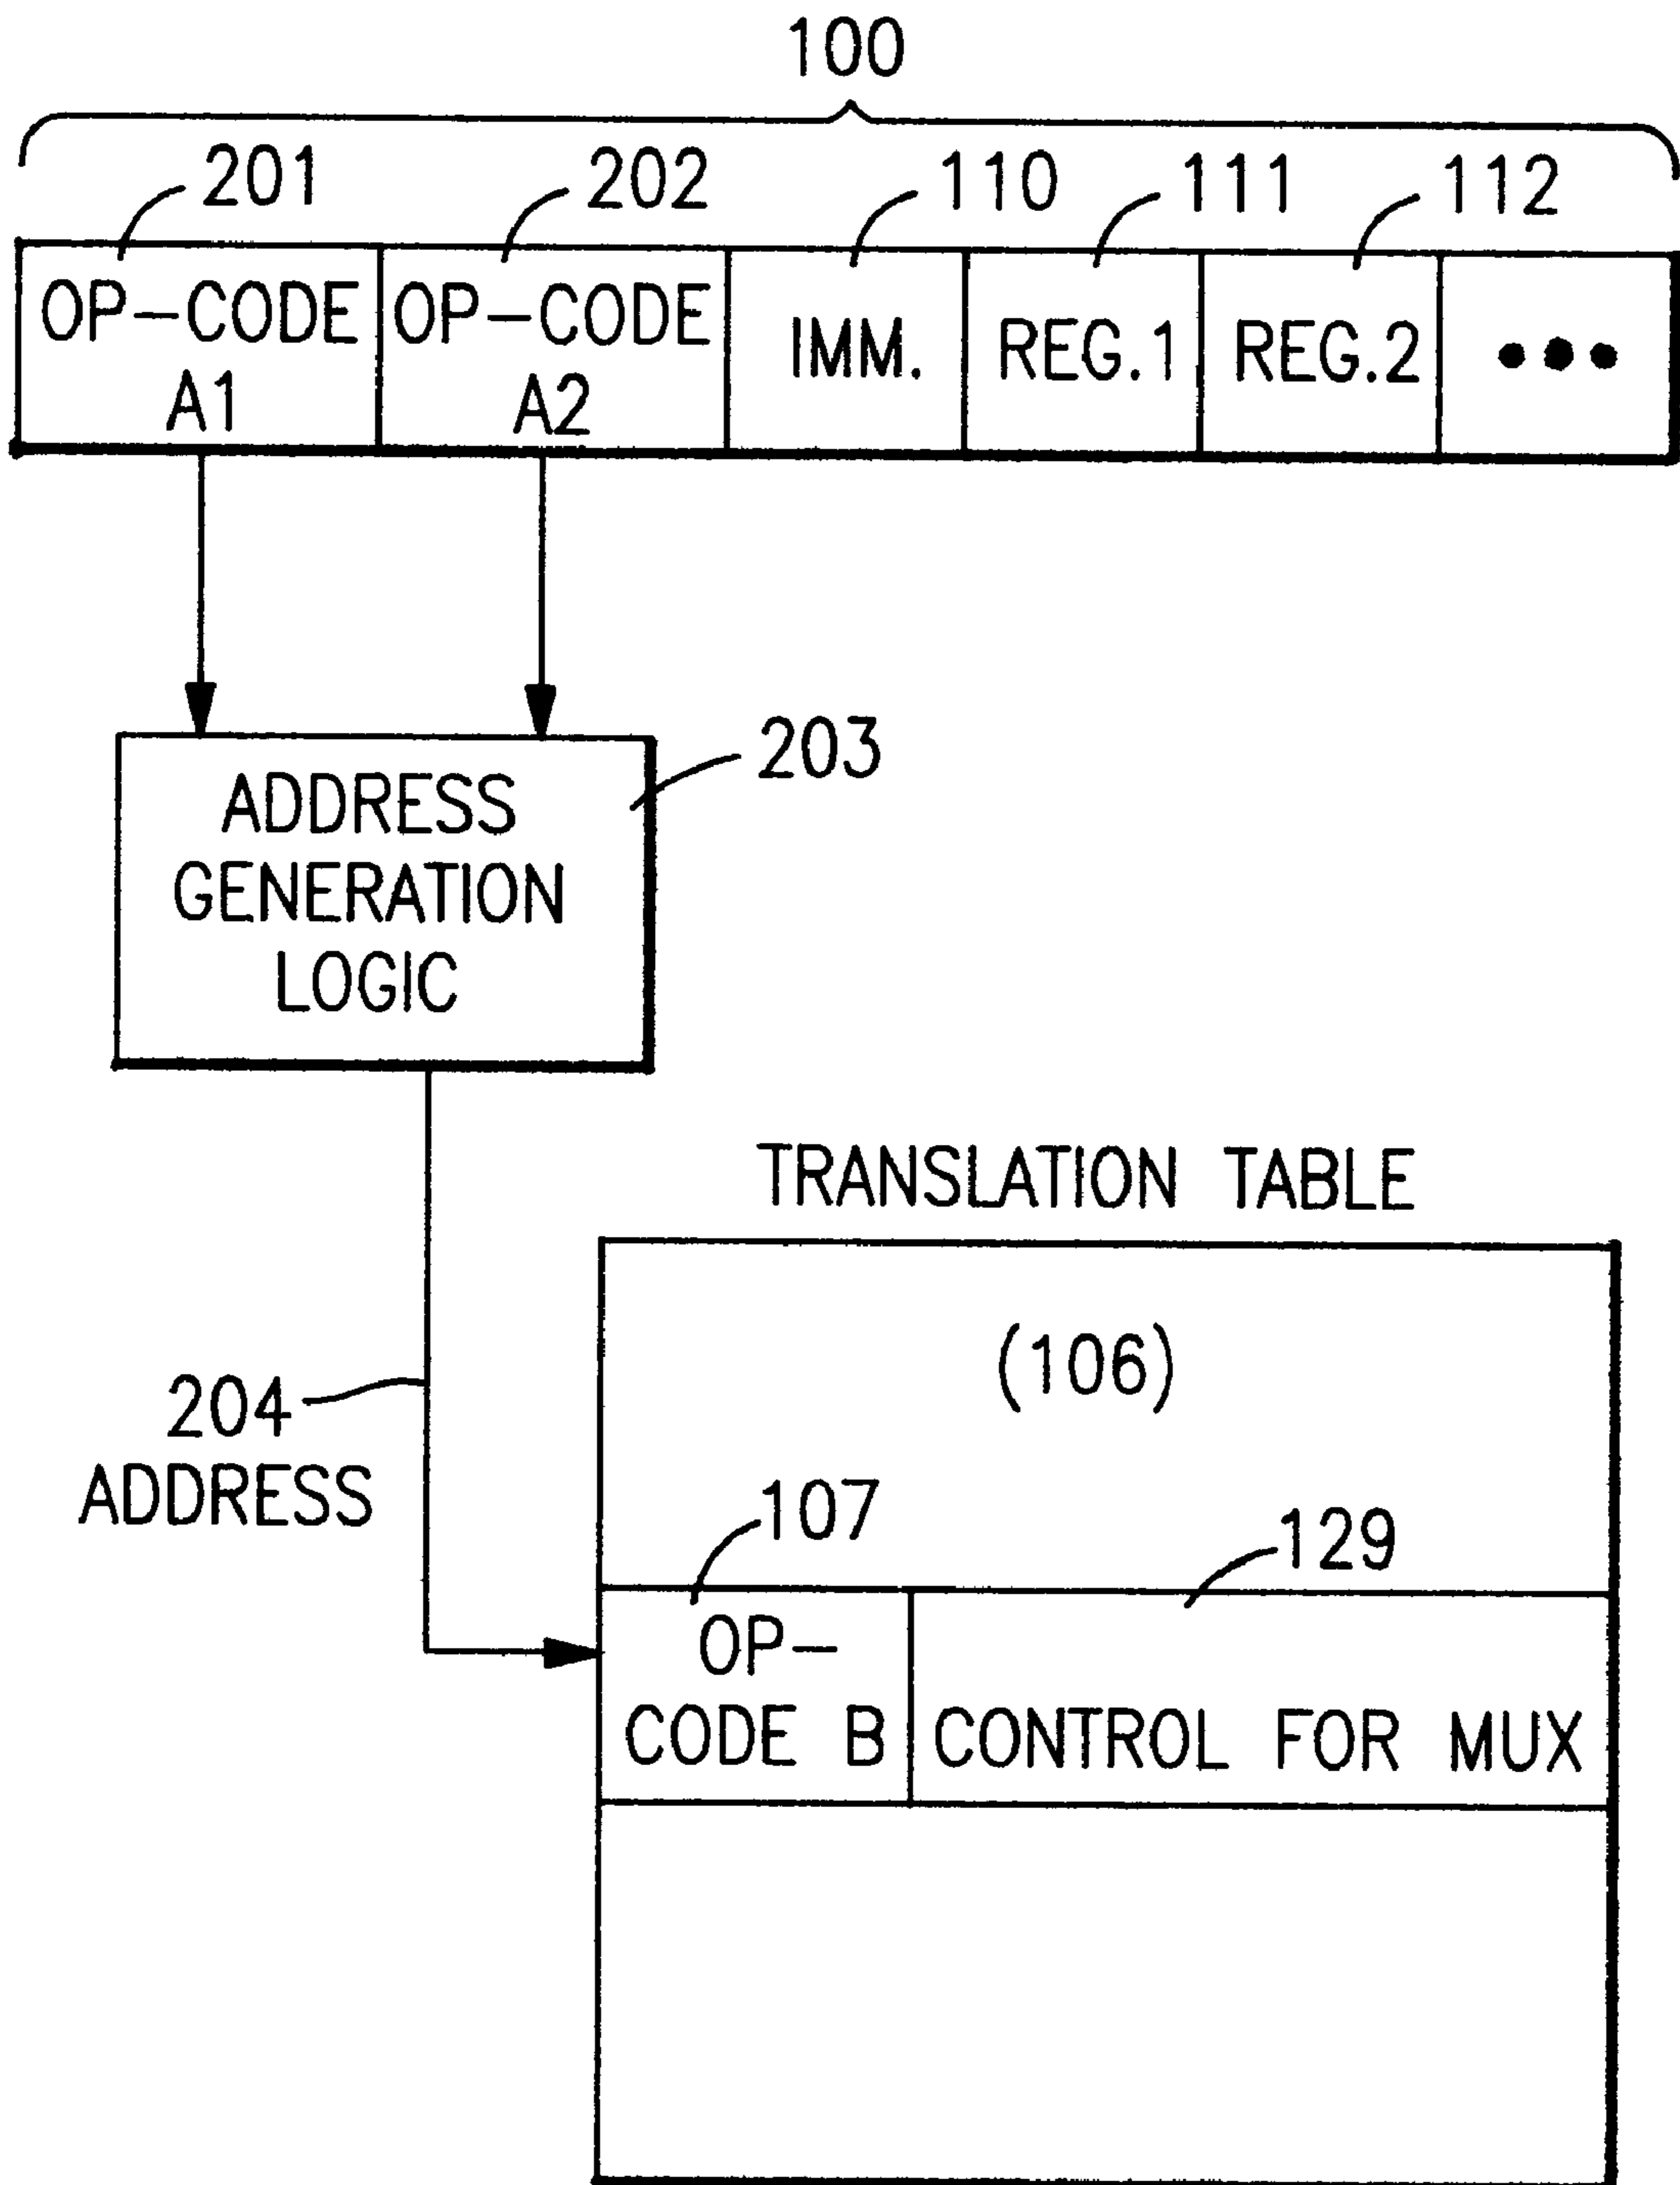 100
201 202 110 111 112
OP-CODE A1
OP-CODE A2
IMM.
REG.1
REG.2
•••
203
ADDRESS
GENERATION
LOGIC
TRANSLATION TABLE
(106)
204
ADDRESS
107
129
OP-
CODE B
CONTROL FOR MUX